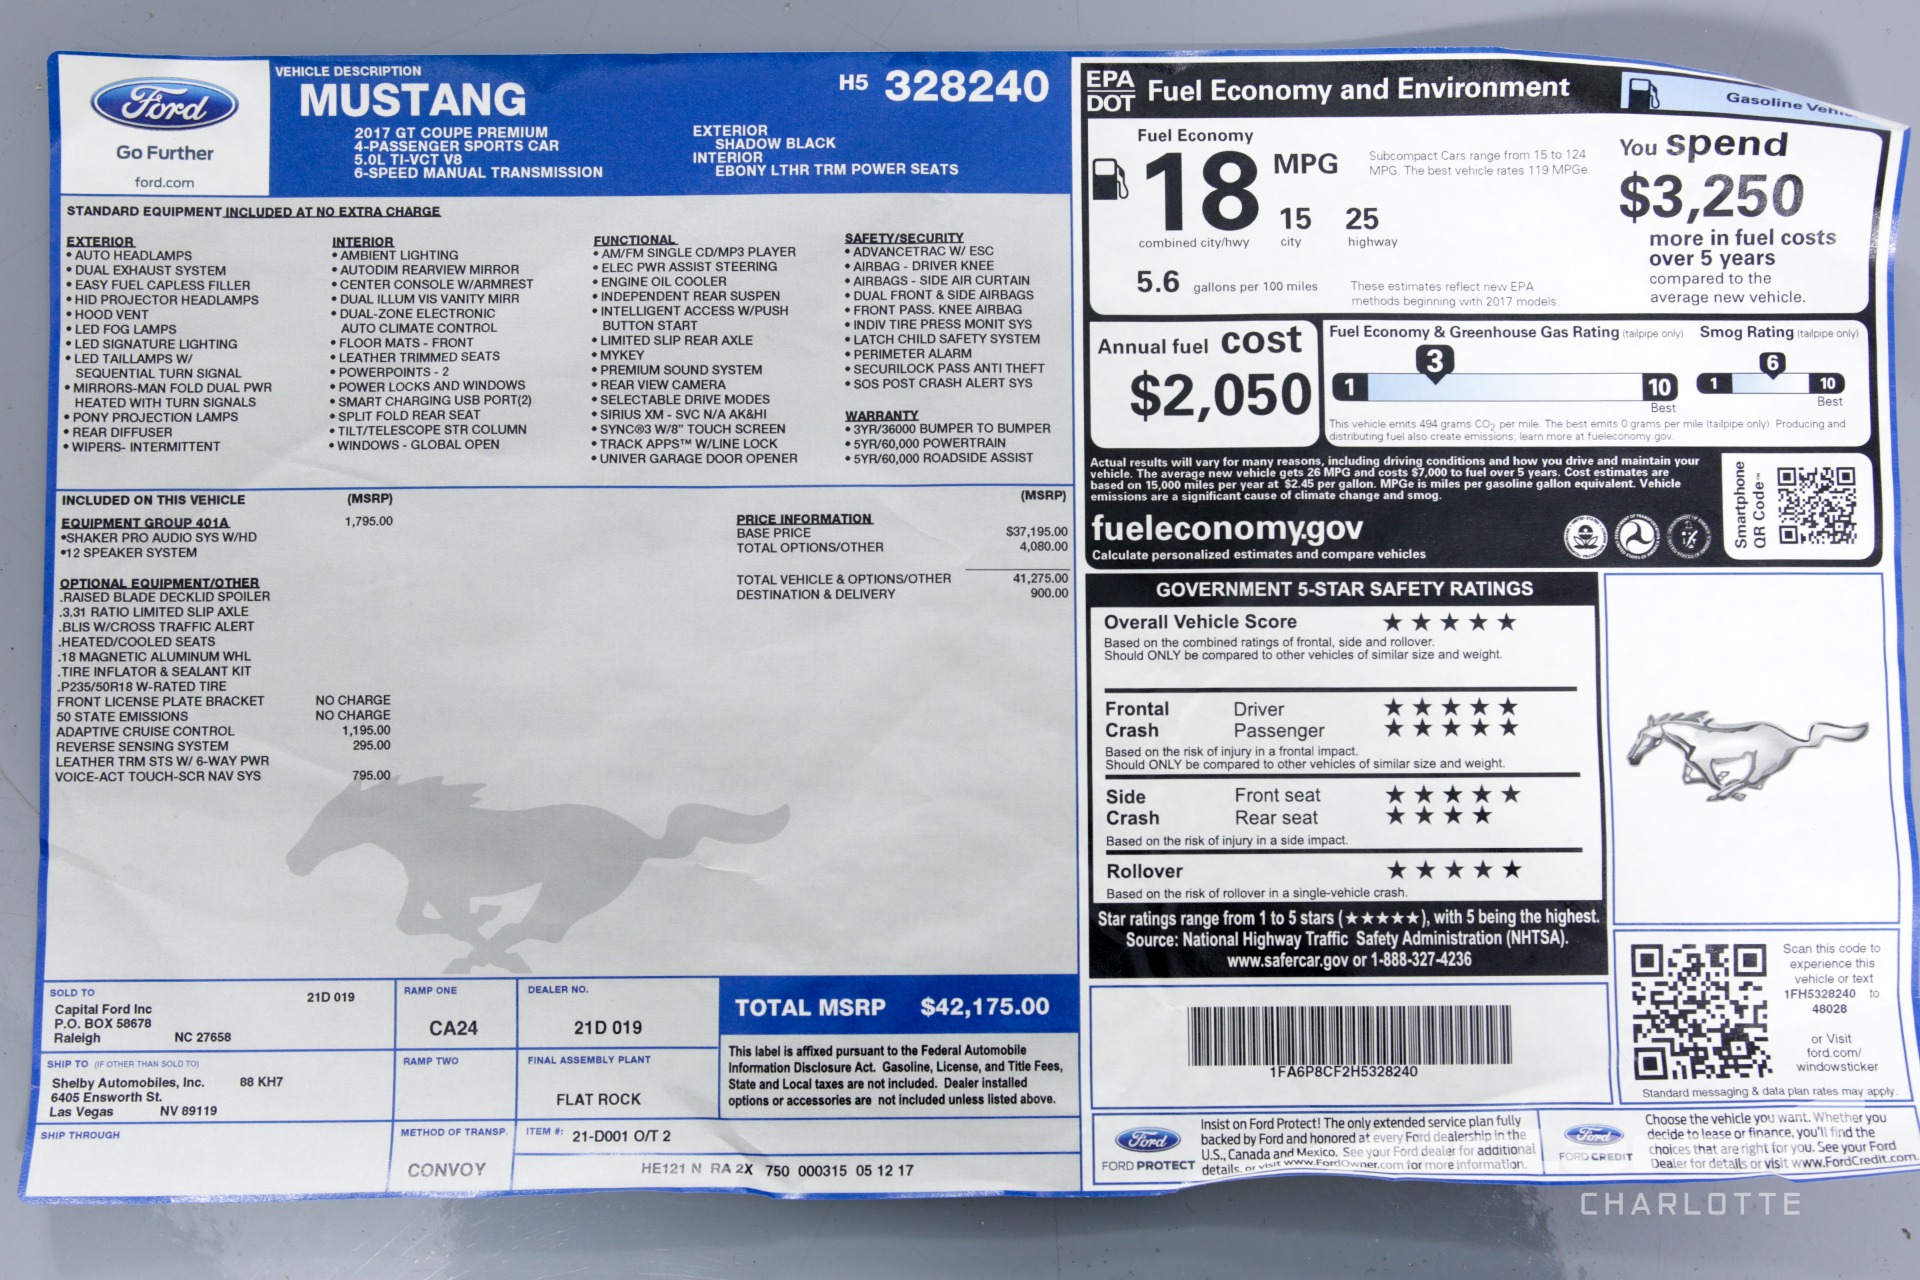 Ford
Go Further
ford.com
VEHICLE DESCRIPTION
MUSTANG
2017 GT COUPE PREMIUM
4-PASSENGER SPORTS CAR
5.0L TI-VCT V8
6-SPEED MANUAL TRANSMISSION
H5 328240
EXTERIOR
SHADOW BLACK
INTERIOR
EBONY LTHR TRM POWER SEATS
STANDARD EQUIPMENT INCLUDED AT NO EXTRA CHARGE
EXTERIOR
• AUTO HEADLAMPS
• DUAL EXHAUST SYSTEM
• EASY FUEL CAPLESS FILLER
• HID PROJECTOR HEADLAMPS
• HOOD VENT
• LED FOG LAMPS
• LED SIGNATURE LIGHTING
• LED TAILLAMPS W/
SEQUENTIAL TURN SIGNAL
• MIRRORS-MAN FOLD DUAL PWR
HEATED WITH TURN SIGNALS
• PONY PROJECTION LAMPS
• REAR DIFFUSER
• WIPERS- INTERMITTENT
INTERIOR
• AMBIENT LIGHTING
• AUTODIM REARVIEW MIRROR
• CENTER CONSOLE W/ARMREST
• DUAL ILLUM VIS VANITY MIRR
• DUAL-ZONE ELECTRONIC
AUTO CLIMATE CONTROL
• FLOOR MATS - FRONT
• LEATHER TRIMMED SEATS
• POWERPOINTS - 2
• POWER LOCKS AND WINDOWS
• SMART CHARGING USB PORT(2)
• SPLIT FOLD REAR SEAT
• TILT/TELESCOPE STR COLUMN
• WINDOWS - GLOBAL OPEN
FUNCTIONAL
• AM/FM SINGLE CD/MP3 PLAYER
• ELEC PWR ASSIST STEERING
• ENGINE OIL COOLER
• INDEPENDENT REAR SUSPEN
• INTELLIGENT ACCESS W/PUSH
BUTTON START
• LIMITED SLIP REAR AXLE
• MYKEY
• PREMIUM SOUND SYSTEM
• REAR VIEW CAMERA
• SELECTABLE DRIVE MODES
• SIRIUS XM - SVC N/A AK&HI
• SYNC®3 W/8" TOUCH SCREEN
• TRACK APPS™ W/LINE LOCK
• UNIVER GARAGE DOOR OPENER
SAFETY/SECURITY
• ADVANCETRAC W/ ESC
• AIRBAG - DRIVER KNEE
• AIRBAGS - SIDE AIR CURTAIN
• DUAL FRONT & SIDE AIRBAGS
• FRONT PASS. KNEE AIRBAG
• INDIV TIRE PRESS MONIT SYS
• LATCH CHILD SAFETY SYSTEM
• PERIMETER ALARM
• SECURILOCK PASS ANTI THEFT
• SOS POST CRASH ALERT SYS
WARRANTY
• 3YR/36000 BUMPER TO BUMPER
• 5YR/60,000 POWERTRAIN
• 5YR/60,000 ROADSIDE ASSIST
INCLUDED ON THIS VEHICLE (MSRP)
EQUIPMENT GROUP 401A 1,795.00
•SHAKER PRO AUDIO SYS W/HD
•12 SPEAKER SYSTEM
OPTIONAL EQUIPMENT/OTHER
.RAISED BLADE DECKLID SPOILER
.3.31 RATIO LIMITED SLIP AXLE
.BLIS W/CROSS TRAFFIC ALERT
.HEATED/COOLED SEATS
.18 MAGNETIC ALUMINUM WHL
.TIRE INFLATOR & SEALANT KIT
.P235/50R18 W-RATED TIRE
FRONT LICENSE PLATE BRACKET NO CHARGE
50 STATE EMISSIONS NO CHARGE
ADAPTIVE CRUISE CONTROL 1,195.00
REVERSE SENSING SYSTEM 295.00
LEATHER TRM STS W/ 6-WAY PWR
VOICE-ACT TOUCH-SCR NAV SYS 795.00
(MSRP)
PRICE INFORMATION
BASE PRICE $37,195.00
TOTAL OPTIONS/OTHER 4,080.00
TOTAL VEHICLE & OPTIONS/OTHER 41,275.00
DESTINATION & DELIVERY 900.00
SOLD TO 21D 019
Capital Ford Inc
P.O. BOX 58678
Raleigh NC 27658
SHIP TO (IF OTHER THAN SOLD TO)
Shelby Automobiles, Inc. 88 KH7
6405 Ensworth St.
Las Vegas NV 89119
SHIP THROUGH
RAMP ONE
CA24
RAMP TWO
METHOD OF TRANSP.
CONVOY
DEALER NO.
21D 019
FINAL ASSEMBLY PLANT
FLAT ROCK
ITEM #: 21-D001 O/T 2
HE121 N RA 2X 750 000315 05 12 17
TOTAL MSRP $42,175.00
This label is affixed pursuant to the Federal Automobile
Information Disclosure Act. Gasoline, License, and Title Fees,
State and Local taxes are not included. Dealer installed
options or accessories are not included unless listed above.
EPA
DOT
Fuel Economy and Environment
Gasoline
Fuel Economy
18 MPG
combined city/hwy
15 city
25 highway
Subcompact Cars range from 15 to 124
MPG. The best vehicle rates 119 MPGe.
5.6 gallons per 100 miles
These estimates reflect new EPA
methods beginning with 2017 models.
You spend
$3,250
more in fuel costs
over 5 years
compared to the
average new vehicle.
Annual fuel cost
$2,050
Fuel Economy & Greenhouse Gas Rating (tailpipe only)
3
1 10
Best
Smog Rating (tailpipe only)
6
1 10
Best
This vehicle emits 494 grams CO2 per mile. The best emits 0 grams per mile (tailpipe only). Producing and
distributing fuel also create emissions; learn more at fueleconomy.gov.
Actual results will vary for many reasons, including driving conditions and how you drive and maintain your
vehicle. The average new vehicle gets 26 MPG and costs $7,000 to fuel over 5 years. Cost estimates are
based on 15,000 miles per year at $2.45 per gallon. MPGe is miles per gasoline gallon equivalent. Vehicle
emissions are a significant cause of climate change and smog.
fueleconomy.gov
Calculate personalized estimates and compare vehicles
Smartphone
QR Code™
GOVERNMENT 5-STAR SAFETY RATINGS
Overall Vehicle Score ★★★★★
Based on the combined ratings of frontal, side and rollover.
Should ONLY be compared to other vehicles of similar size and weight.
Frontal Driver ★★★★★
Crash Passenger ★★★★★
Based on the risk of injury in a frontal impact.
Should ONLY be compared to other vehicles of similar size and weight.
Side Front seat ★★★★★
Crash Rear seat ★★★★
Based on the risk of injury in a side impact.
Rollover ★★★★★
Based on the risk of rollover in a single-vehicle crash.
Star ratings range from 1 to 5 stars (★★★★★), with 5 being the highest.
Source: National Highway Traffic Safety Administration (NHTSA).
www.safercar.gov or 1-888-327-4236
1FA6P8CF2H5328240
Scan this code to
experience this
vehicle or text
1FH5328240 to
48028
or Visit
ford.com/
windowsticker
Standard messaging & data plan rates may apply.
Ford
FORD PROTECT
Insist on Ford Protect! The only extended service plan fully
backed by Ford and honored at every Ford dealership in the
U.S., Canada and Mexico. See your Ford dealer for additional
details, or visit www.FordOwner.com for more information.
Ford
FORD CREDIT
Choose the vehicle you want. Whether you
decide to lease or finance, you'll find the
choices that are right for you. See your Ford
Dealer for details or visit www.FordCredit.com.
CHARLOTTE